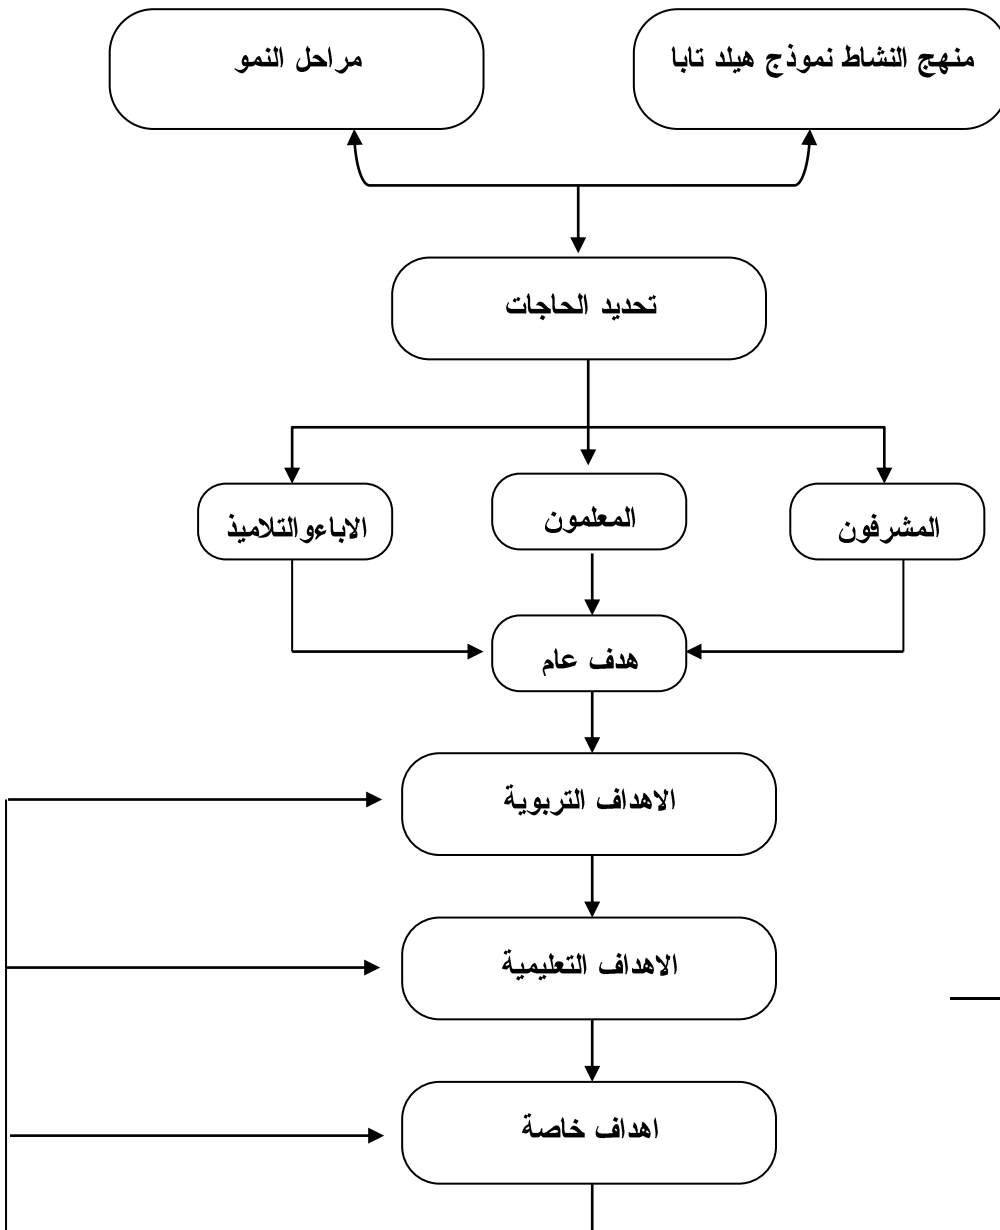 منهج النشاط نموذج هيلد تابا
مراحل النمو
تحديد الحاجات
المشرفون
المعلمون
الاباءوالتلاميذ
هدف عام
الاهداف التربوية
الاهداف التعليمية
اهداف خاصة